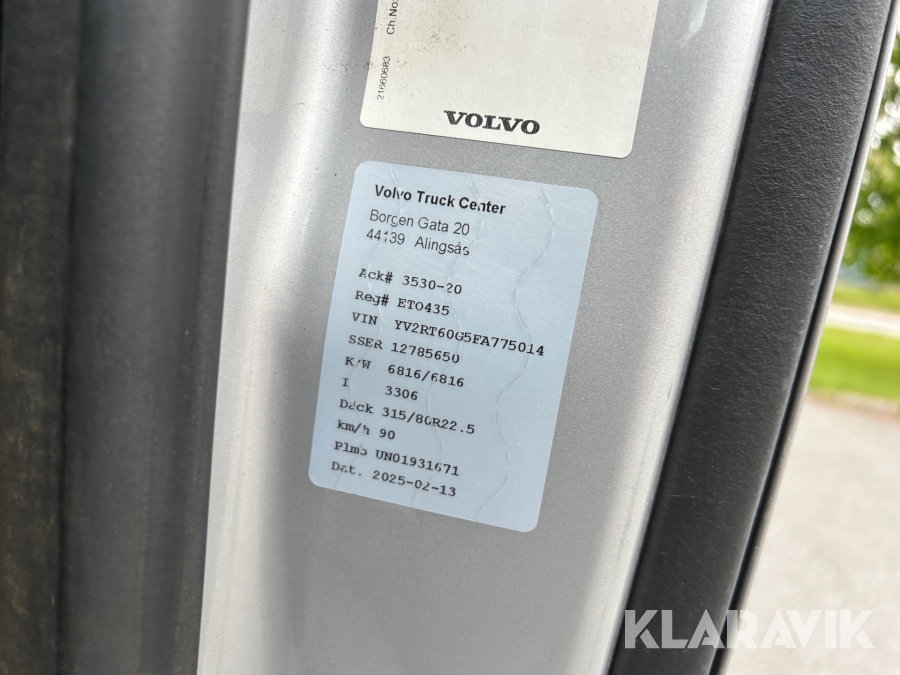 21660683 Ch.No:
VOLVO
Volvo Truck Center
Borgen Gata 20
44139 Alingsås
Ack# 3530-20
Reg# ETO435
VIN YV2RT60G5FA775014
SSER 12785650
K/W 6816/6816
I 3306
Däck 315/80R22.5
km/h 90
Plmb UN01931671
Dat. 2025-02-13
KLARAVIK